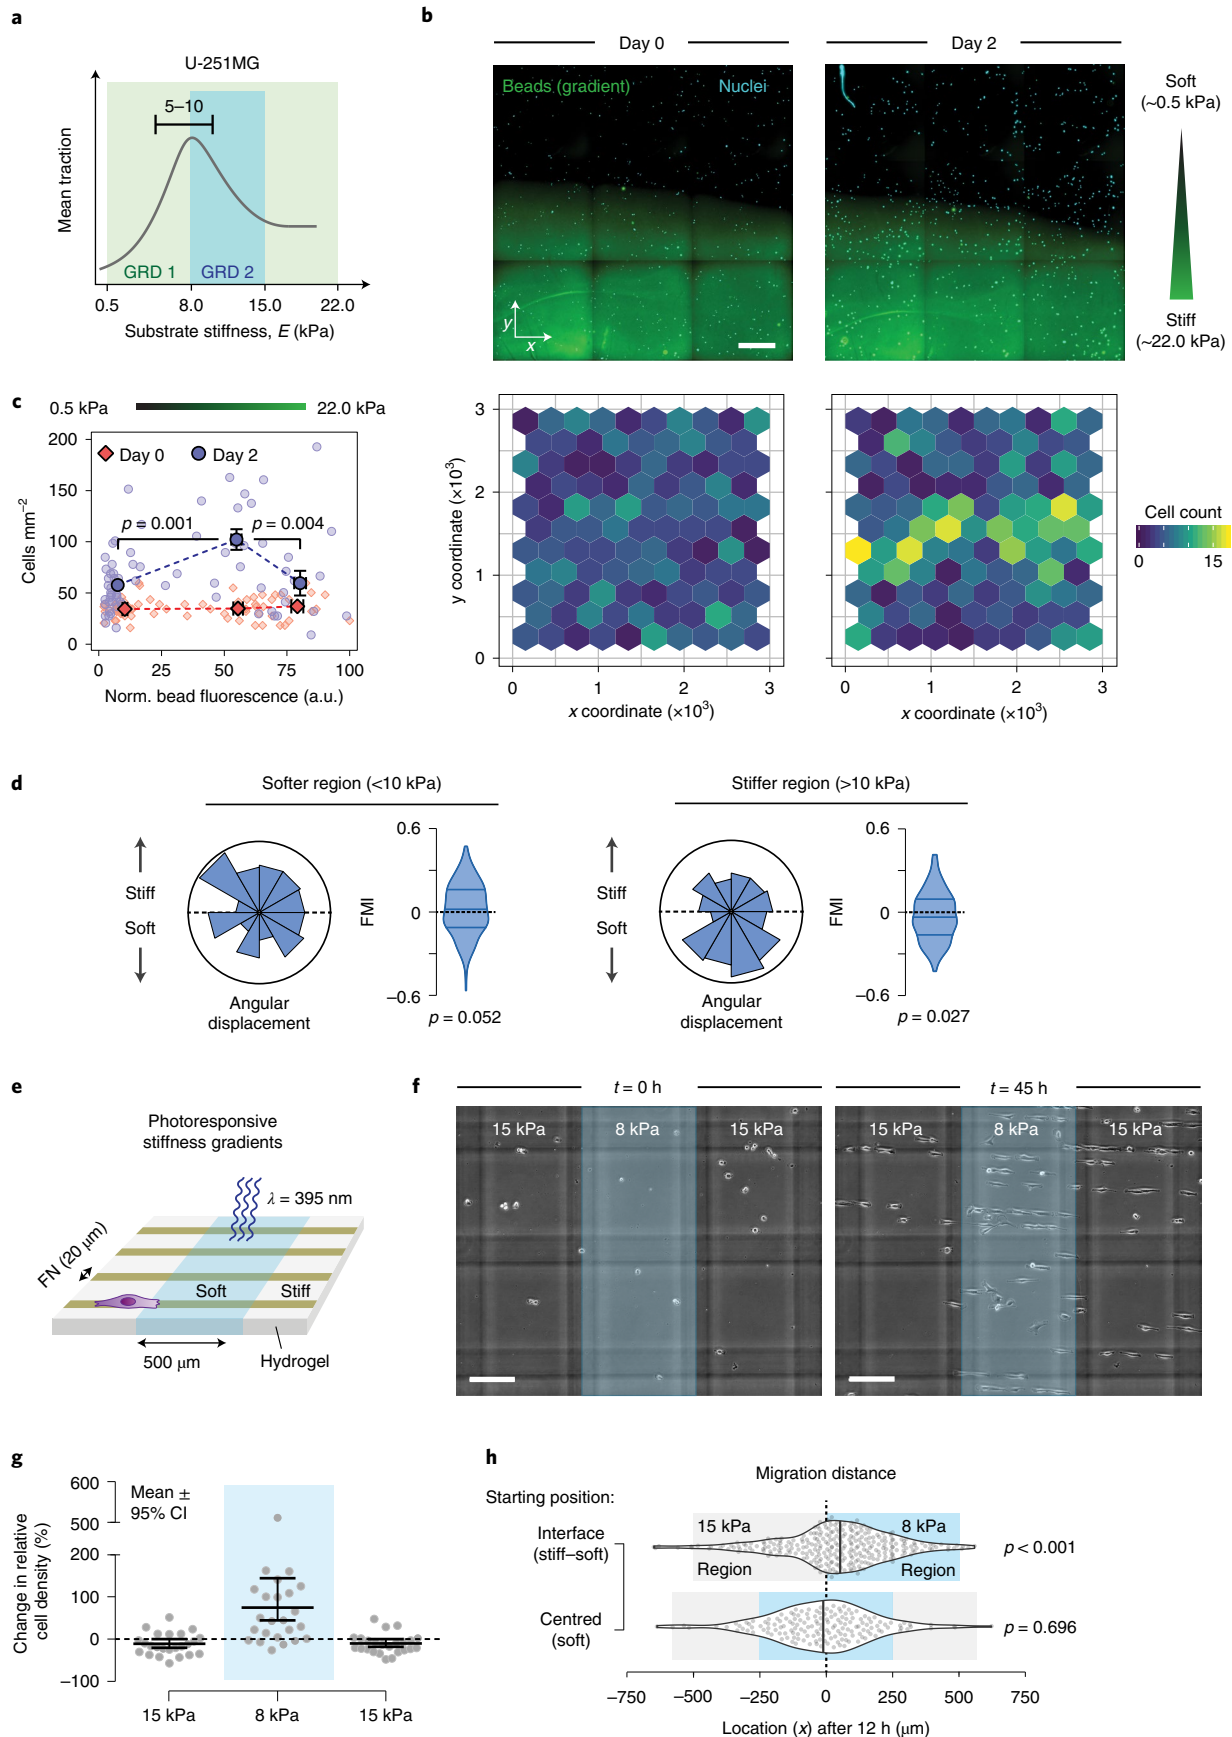 a
U-251MG
5–10
Mean traction
GRD 1
GRD 2
0.5
8.0
15.0
22.0
Substrate stiffness, E (kPa)
b
Day 0
Day 2
Beads (gradient)
Nuclei
y
x
Soft
(~0.5 kPa)
Stiff
(~22.0 kPa)
3
2
1
0
y coordinate (×10³)
0
1
2
3
x coordinate (×10³)
0
1
2
3
x coordinate (×10³)
Cell count
0
15
c
0.5 kPa
22.0 kPa
200
150
100
50
0
Cells mm⁻²
Day 0
Day 2
p = 0.001
p = 0.004
0
25
50
75
100
Norm. bead fluorescence (a.u.)
d
Softer region (<10 kPa)
Stiff
Soft
Angular
displacement
0.6
0
–0.6
FMI
p = 0.052
Stiffer region (>10 kPa)
Stiff
Soft
Angular
displacement
0.6
0
–0.6
FMI
p = 0.027
e
Photoresponsive
stiffness gradients
λ = 395 nm
FN (20 μm)
Soft
Stiff
500 μm
Hydrogel
f
t = 0 h
t = 45 h
15 kPa
8 kPa
15 kPa
15 kPa
8 kPa
15 kPa
g
600
500
200
100
0
–100
Change in relative
cell density (%)
Mean ±
95% CI
15 kPa
8 kPa
15 kPa
h
Migration distance
Starting position:
Interface
(stiff–soft)
15 kPa
8 kPa
Region
Region
p < 0.001
Centred
(soft)
p = 0.696
–750
–500
–250
0
250
500
750
Location (x) after 12 h (μm)